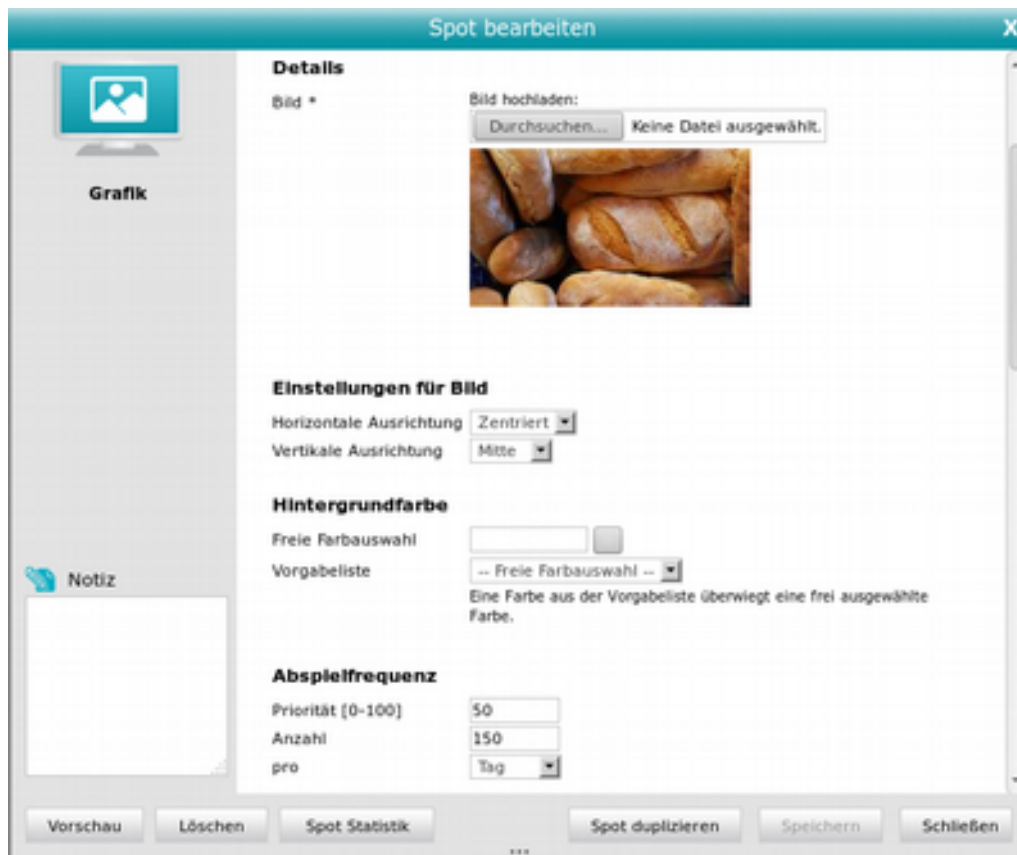 Spot bearbeiten X
Grafik
Details
Bild * Bild hochladen:
Durchsuchen... Keine Datei ausgewählt.
Einstellungen für Bild
Horizontale Ausrichtung Zentriert
Vertikale Ausrichtung Mitte
Hintergrundfarbe
Freie Farbauswahl
Vorgabeliste -- Freie Farbauswahl --
Eine Farbe aus der Vorgabeliste überwiegt eine frei ausgewählte
Farbe.
Notiz
Abspielfrequenz
Priorität [0-100] 50
Anzahl 150
pro Tag
Vorschau Löschen Spot Statistik Spot duplizieren Speichern Schließen